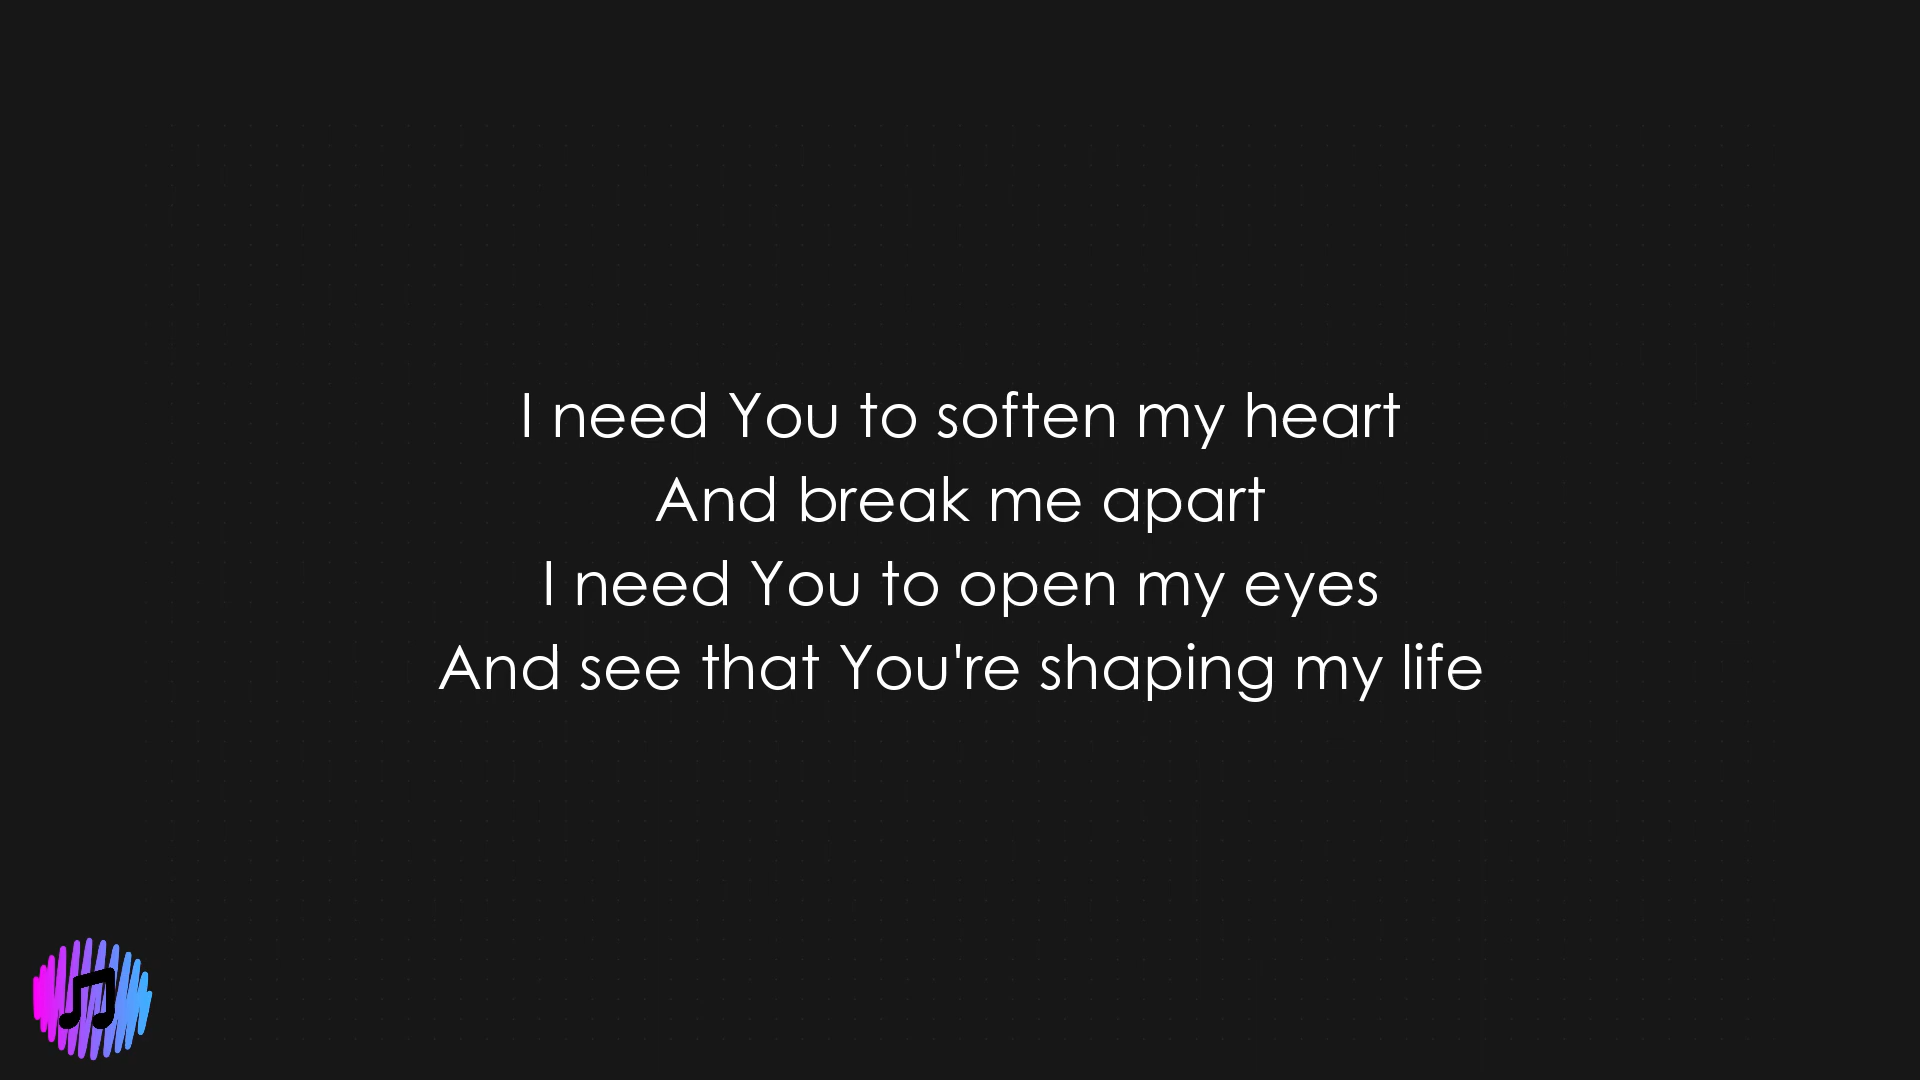 I need You to soften my heart
And break me apart
I need You to open my eyes
And see that You're shaping my life